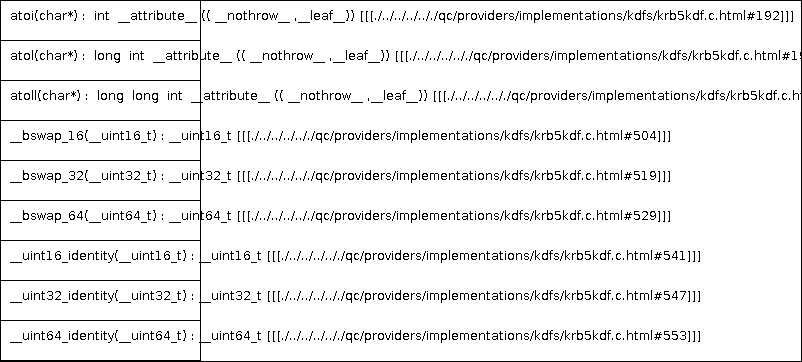 atoi(char*) : int __attribute__ (( __nothrow__ ,__leaf__)) [[[./../../../../../qc/providers/implementations/kdfs/krb5kdf.c.html#192]]]
atol(char*) : long int __attribute__ (( __nothrow__ ,__leaf__)) [[[./../../../../../qc/providers/implementations/kdfs/krb5kdf.c.html#19
atoll(char*) : long long int __attribute__ (( __nothrow__ ,__leaf__)) [[[./../../../../../qc/providers/implementations/kdfs/krb5kdf.c.h
__bswap_16(__uint16_t) : __uint16_t [[[./../../../../../qc/providers/implementations/kdfs/krb5kdf.c.html#504]]]
__bswap_32(__uint32_t) : __uint32_t [[[./../../../../../qc/providers/implementations/kdfs/krb5kdf.c.html#519]]]
__bswap_64(__uint64_t) : __uint64_t [[[./../../../../../qc/providers/implementations/kdfs/krb5kdf.c.html#529]]]
__uint16_identity(__uint16_t) : __uint16_t [[[./../../../../../qc/providers/implementations/kdfs/krb5kdf.c.html#541]]]
__uint32_identity(__uint32_t) : __uint32_t [[[./../../../../../qc/providers/implementations/kdfs/krb5kdf.c.html#547]]]
__uint64_identity(__uint64_t) : __uint64_t [[[./../../../../../qc/providers/implementations/kdfs/krb5kdf.c.html#553]]]